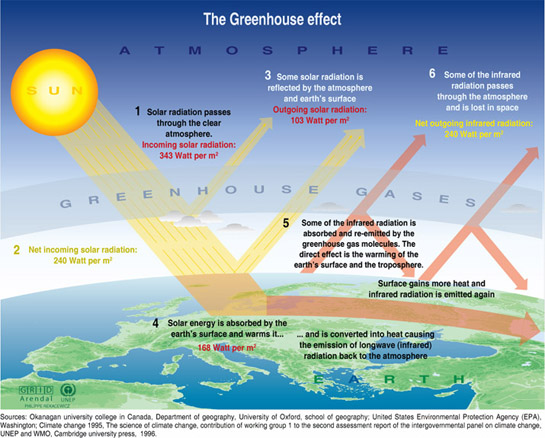 The Greenhouse effect
ATMOSPHERE
SUN
1 Solar radiation passes
through the clear
atmosphere.
Incoming solar radiation:
343 Watt per m²
3 Some solar radiation is
reflected by the atmosphere
and earth's surface
Outgoing solar radiation:
103 Watt per m²
6 Some of the infrared
radiation passes
through the atmosphere
and is lost in space
Net outgoing infrared radiation:
240 Watt per m²
GREENHOUSE GASES
2 Net incoming solar radiation:
240 Watt per m²
5 Some of the infrared radiation is
absorbed and re-emitted by the
greenhouse gas molecules. The
direct effect is the warming of the
earth's surface and the troposphere.
Surface gains more heat and
infrared radiation is emitted again
4 Solar energy is absorbed by the
earth's surface and warms it...
168 Watt per m²
... and is converted into heat causing
the emission of longwave (infrared)
radiation back to the atmosphere
EARTH
GRID
Arendal UNEP
PHILIPPE REKACEWICZ
Sources: Okanagan university college in Canada, Department of geography, University of Oxford, school of geography; United States Environmental Protection Agency (EPA),
Washington; Climate change 1995, The science of climate change, contribution of working group 1 to the second assessment report of the intergovernmental panel on climate change,
UNEP and WMO, Cambridge university press, 1996.